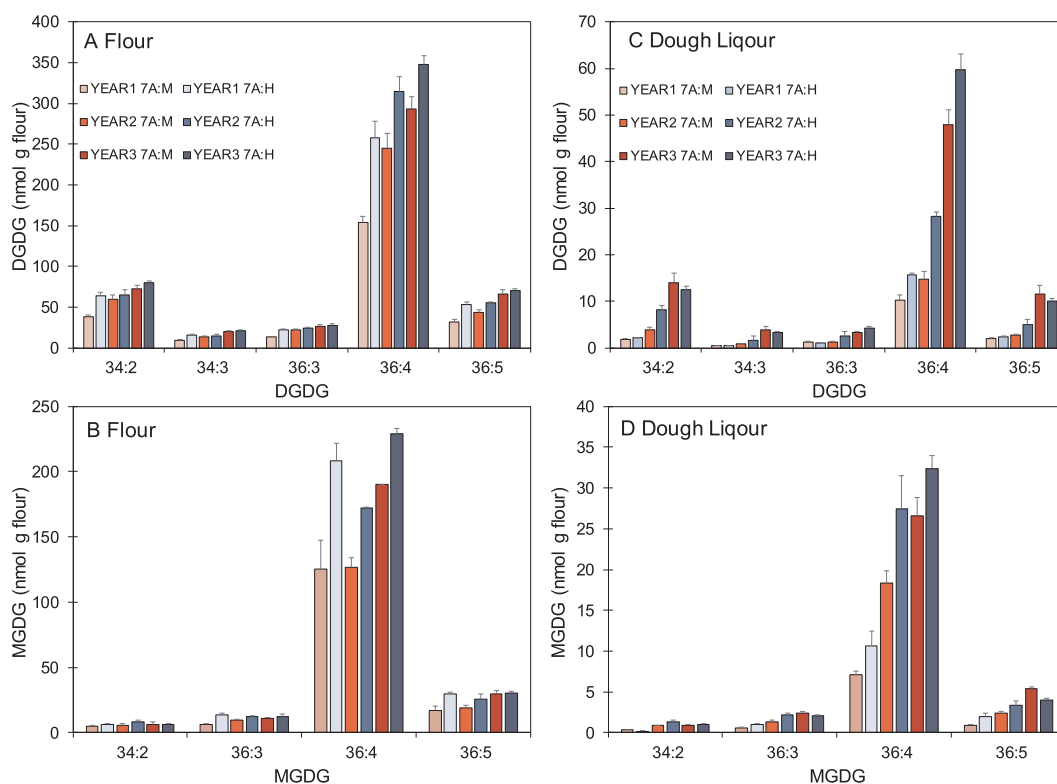 A Flour
400
350
300
250
200
150
100
50
0
DGDG (nmol g flour)
YEAR1 7A:M YEAR1 7A:H
YEAR2 7A:M YEAR2 7A:H
YEAR3 7A:M YEAR3 7A:H
34:2 34:3 36:3 36:4 36:5
DGDG
C Dough Liqour
70
60
50
40
30
20
10
0
DGDG (nmol g flour)
YEAR1 7A:M YEAR1 7A:H
YEAR2 7A:M YEAR2 7A:H
YEAR3 7A:M YEAR3 7A:H
34:2 34:3 36:3 36:4 36:5
DGDG
B Flour
250
200
150
100
50
0
MGDG (nmol g flour)
34:2 36:3 36:4 36:5
MGDG
D Dough Liqour
40
35
30
25
20
15
10
5
0
MGDG (nmol g flour)
34:2 36:3 36:4 36:5
MGDG